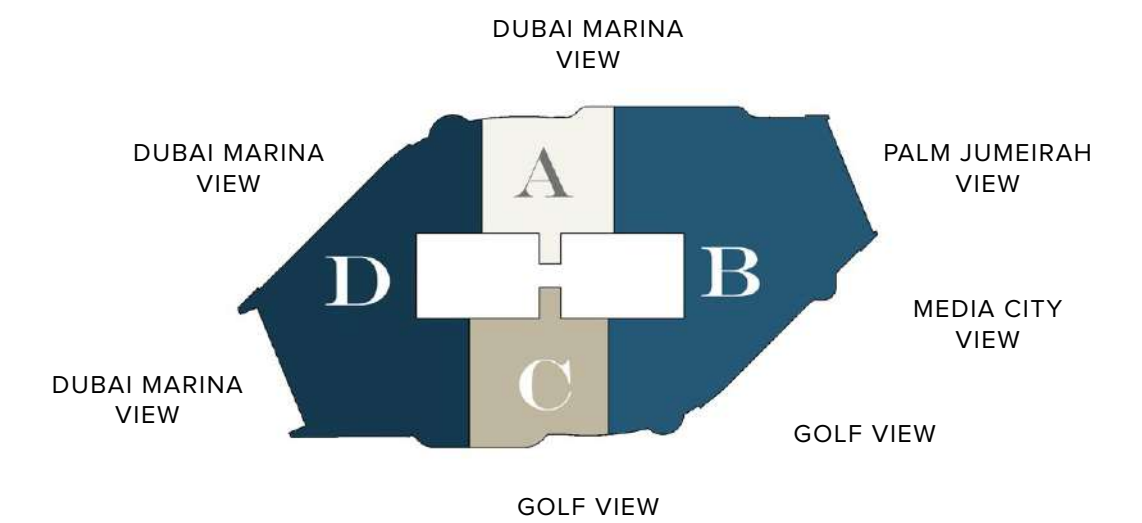 DUBAI MARINA
VIEW
DUBAI MARINA
VIEW
A
PALM JUMEIRAH
VIEW
D
B
MEDIA CITY
VIEW
DUBAI MARINA
VIEW
C
GOLF VIEW
GOLF VIEW